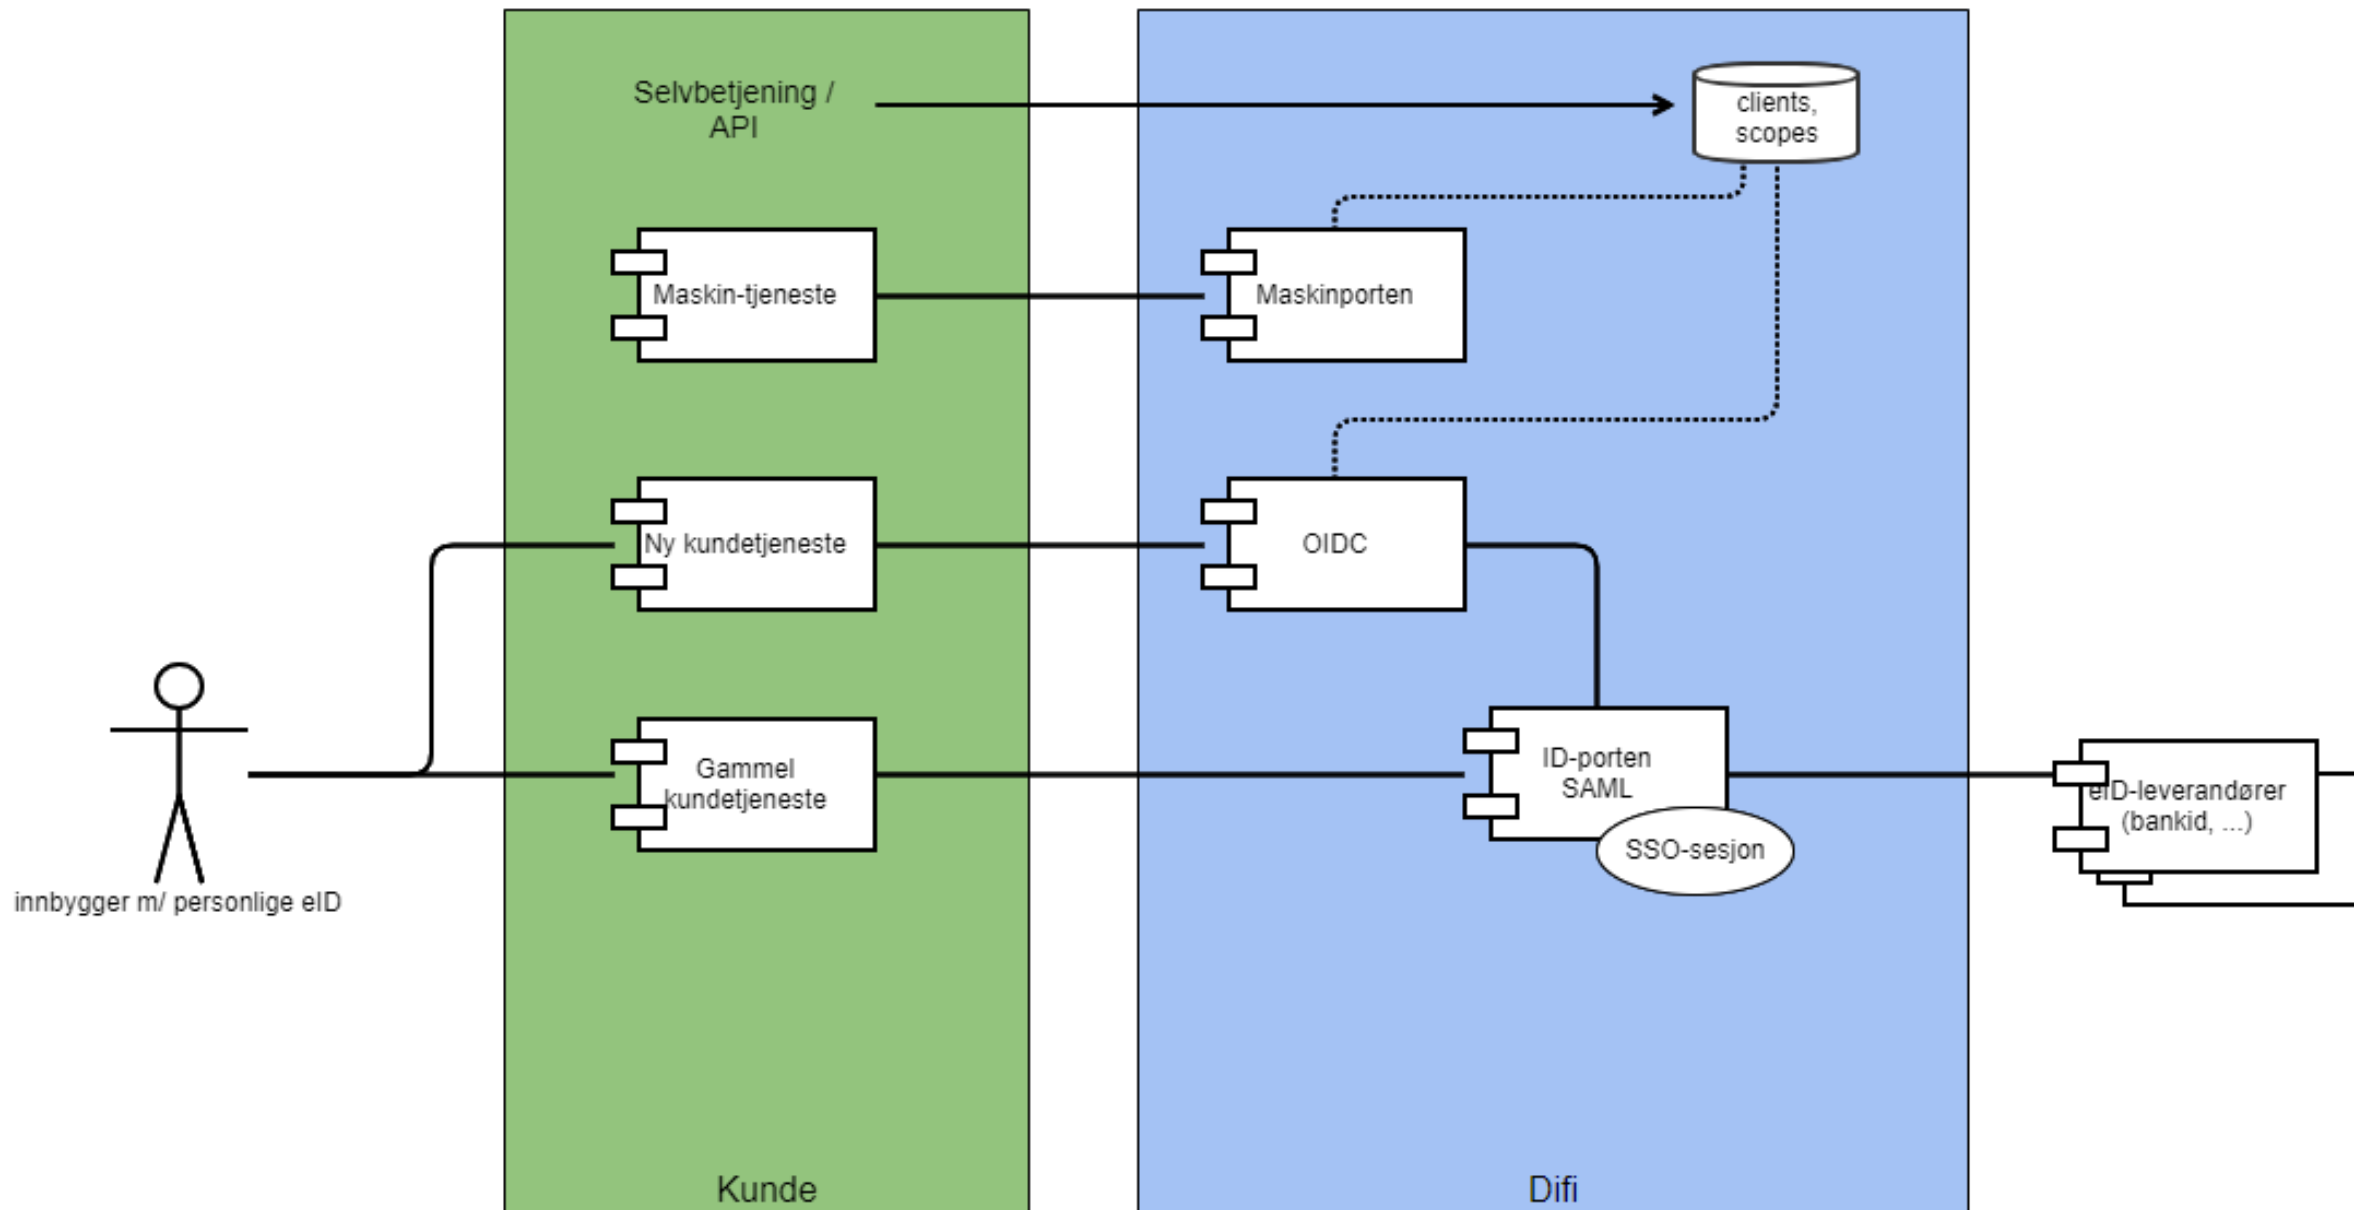 Selvbetjening /
API
clients,
scopes
Maskin-tjeneste
Maskinporten
Ny kundetjeneste
OIDC
Gammel
kundetjeneste
ID-porten
SAML
SSO-sesjon
eID-leverandører
(bankid, ...)
innbygger m/ personlige eID
Kunde
Difi